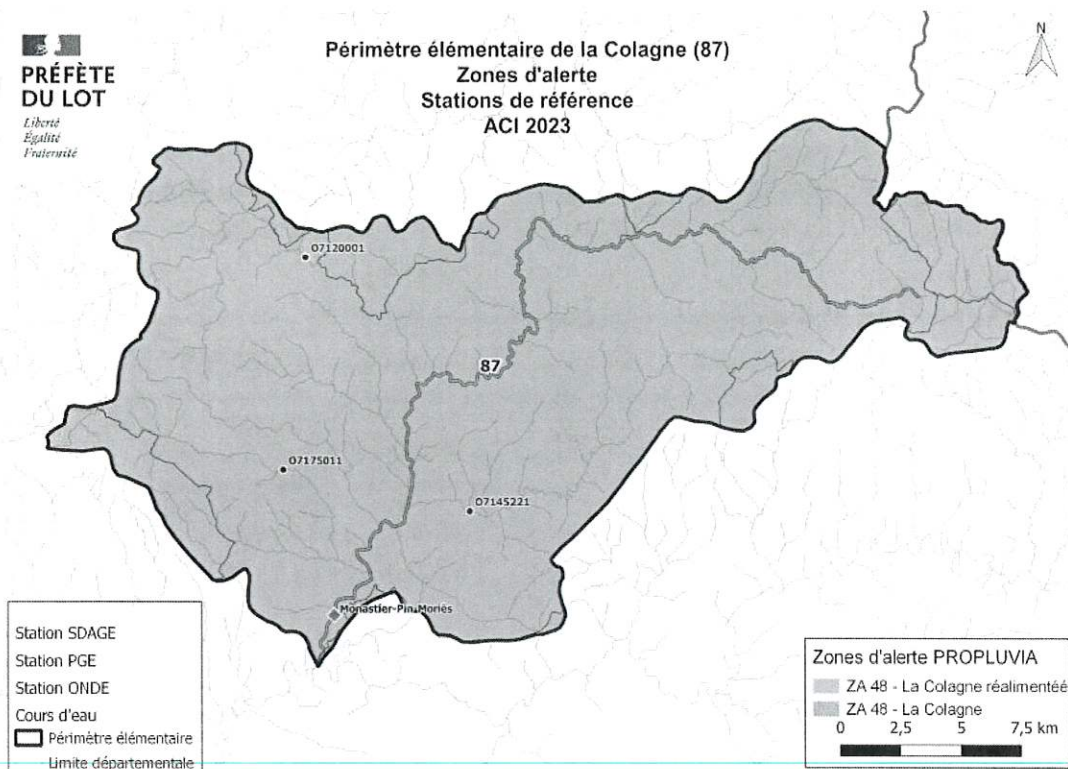 PRÉFÈTE
DU LOT
Liberté
Égalité
Fraternité
Périmètre élémentaire de la Colagne (87)
Zones d'alerte
Stations de référence
ACI 2023
N
O7120001
87
O7175011
O7145221
Monastier-Pin-Moriès
Station SDAGE
Station PGE
Station ONDE
Cours d'eau
Périmètre élémentaire
Limite départementale
Zones d'alerte PROPLUVIA
ZA 48 - La Colagne réalimentée
ZA 48 - La Colagne
0 2,5 5 7,5 km